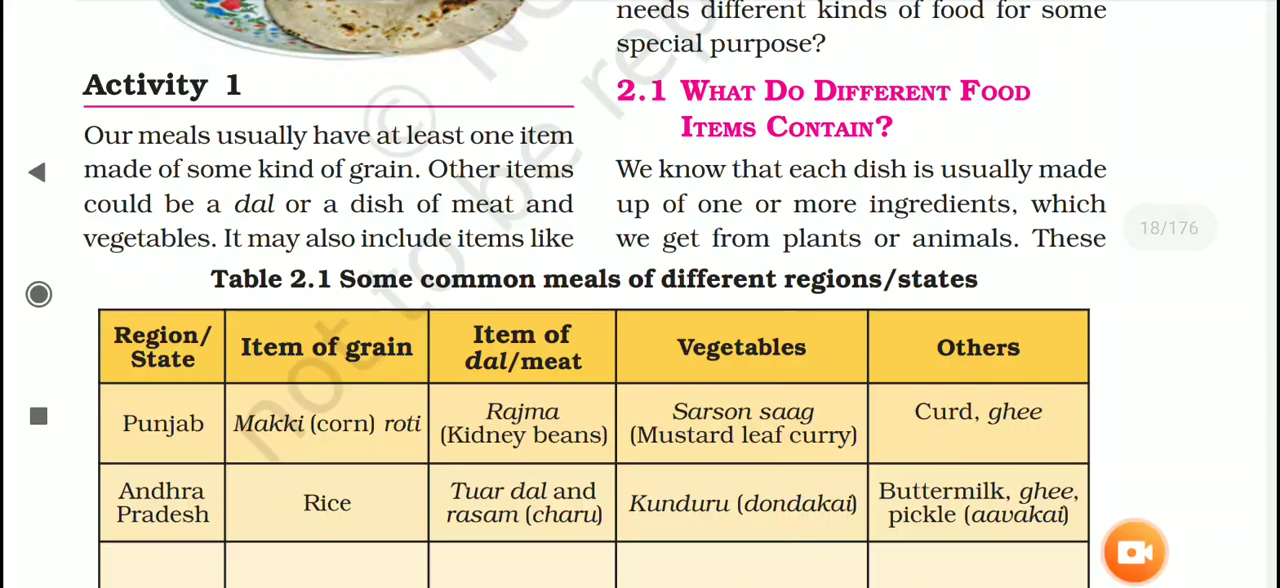 needs different kinds of food for some
special purpose?
Activity 1
Our meals usually have at least one item
made of some kind of grain. Other items
could be a dal or a dish of meat and
vegetables. It may also include items like
2.1 WHAT DO DIFFERENT FOOD
ITEMS CONTAIN?
We know that each dish is usually made
up of one or more ingredients, which
we get from plants or animals. These
18/176
Table 2.1 Some common meals of different regions/states
Region/
State
Item of grain
Item of
dal/meat
Vegetables
Others
Punjab
Makki (corn) roti
Rajma
(Kidney beans)
Sarson saag
(Mustard leaf curry)
Curd, ghee
Andhra
Pradesh
Rice
Tuar dal and
rasam (charu)
Kunduru (dondakai)
Buttermilk, ghee,
pickle (aavakai)
not to be rep
© No